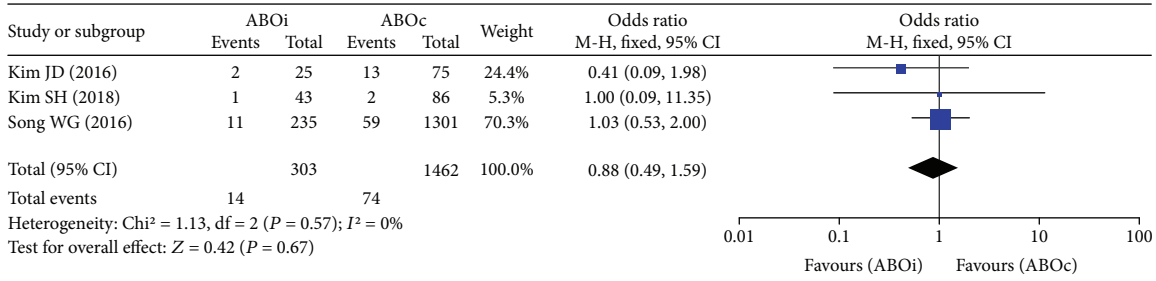 Study or subgroup ABOi ABOc Weight Odds ratio Odds ratio
Events Total Events Total M-H, fixed, 95% CI M-H, fixed, 95% CI
Kim JD (2016) 2 25 13 75 24.4% 0.41 (0.09, 1.98)
Kim SH (2018) 1 43 2 86 5.3% 1.00 (0.09, 11.35)
Song WG (2016) 11 235 59 1301 70.3% 1.03 (0.53, 2.00)
Total (95% CI) 303 1462 100.0% 0.88 (0.49, 1.59)
Total events 14 74
Heterogeneity: Chi² = 1.13, df = 2 (P = 0.57); I² = 0%
Test for overall effect: Z = 0.42 (P = 0.67)
0.01 0.1 1 10 100
Favours (ABOi) Favours (ABOc)